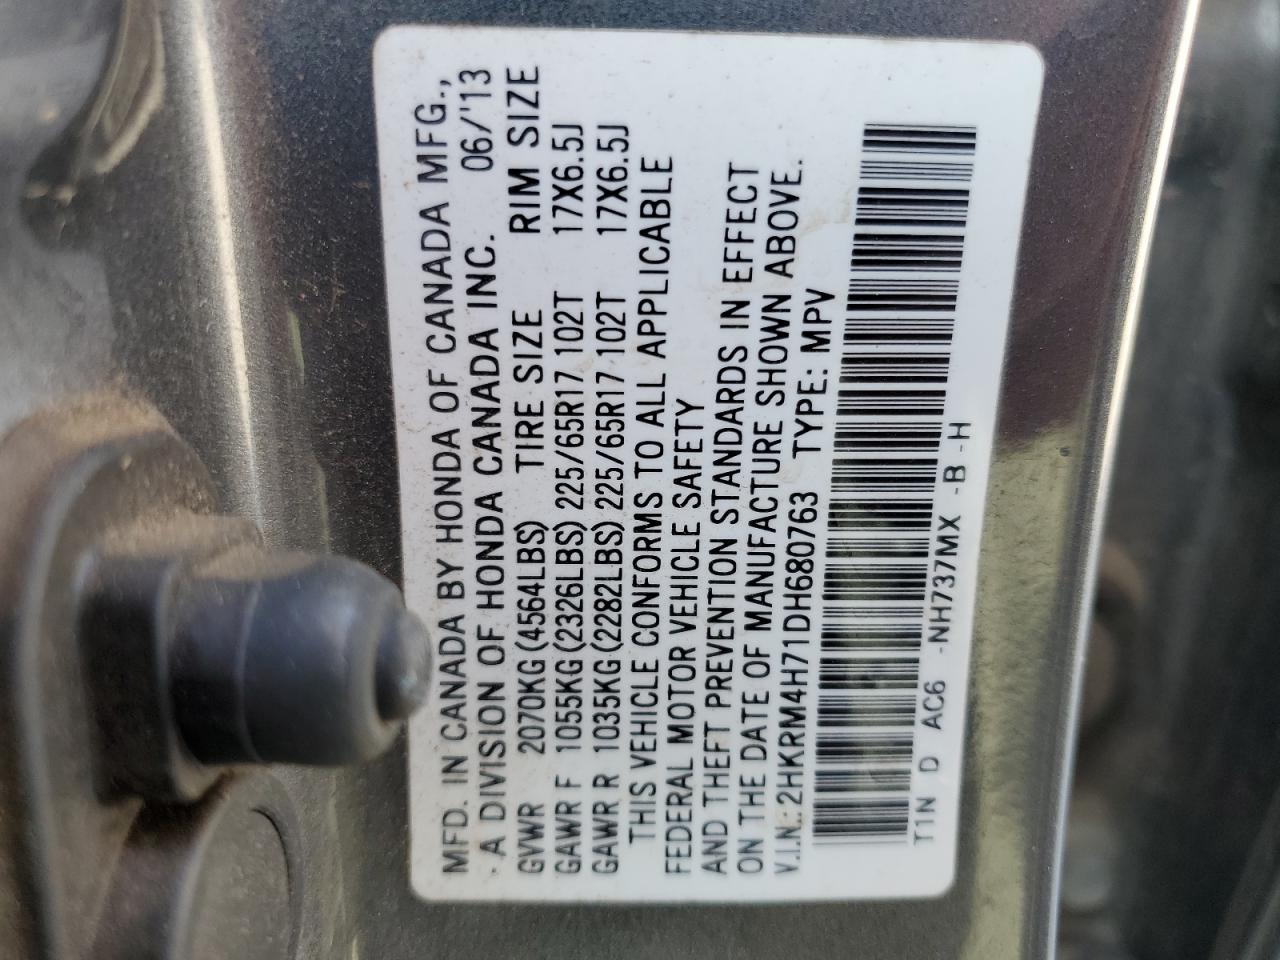 MFD. IN CANADA BY HONDA OF CANADA MFG.,
A DIVISION OF HONDA CANADA INC. 06/'13
GVWR 2070KG(4564LBS) TIRE SIZE RIM SIZE
GAWR F 1055KG(2326LBS) 225/65R17 102T 17X6.5J
GAWR R 1035KG(2282LBS) 225/65R17 102T 17X6.5J
THIS VEHICLE CONFORMS TO ALL APPLICABLE
FEDERAL MOTOR VEHICLE SAFETY
AND THEFT PREVENTION STANDARDS IN EFFECT
ON THE DATE OF MANUFACTURE SHOWN ABOVE.
V.I.N.: 2HKRM4H71DH680763 TYPE: MPV
T1N D AC6 -NH737MX -B -H